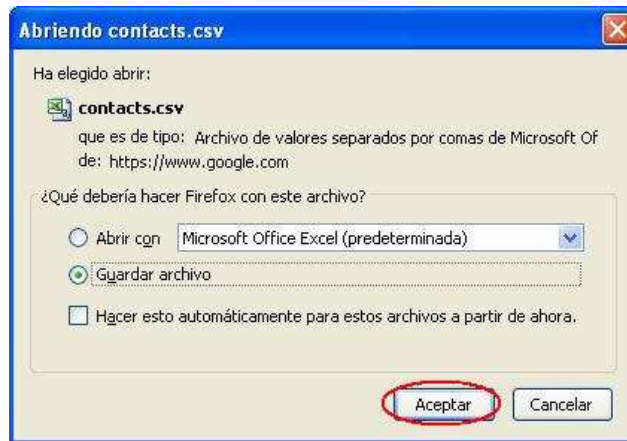 Abriendo contacts.csv
Ha elegido abrir:
contacts.csv
que es de tipo: Archivo de valores separados por comas de Microsoft Of
de: https://www.google.com
¿Qué debería hacer Firefox con este archivo?
Abrir con Microsoft Office Excel (predeterminada)
Guardar archivo
Hacer esto automáticamente para estos archivos a partir de ahora.
Aceptar Cancelar